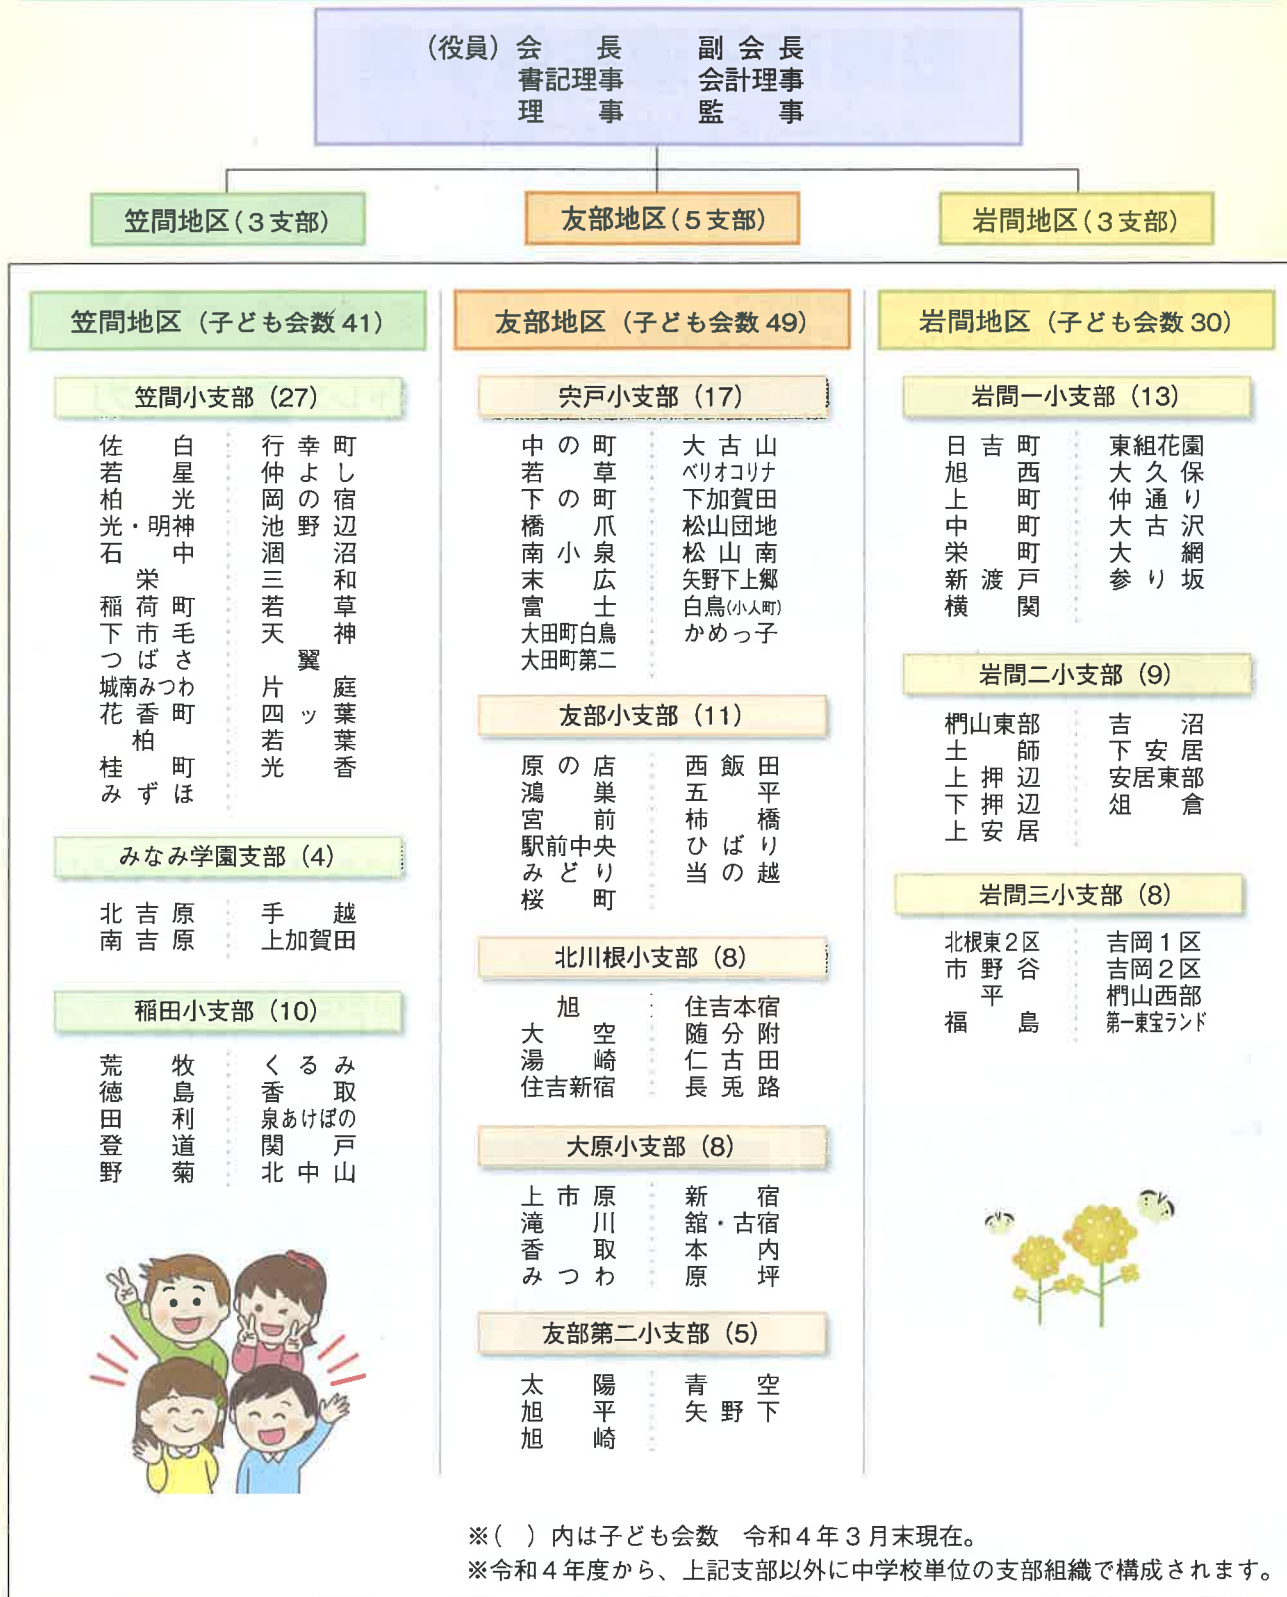 (役員) 会長 副会長
書記理事 会計理事
理事 監事
笠間地区(3支部) 友部地区(5支部) 岩間地区(3支部)
笠間地区(子ども会数 41)
笠間小支部(27)
佐白 行幸町
若星 仲よし
柏光 岡の宿
光・明神 池野辺
石中 涸沼
栄 三和
稲荷町 若草
下市毛 天神
つばさ 翼
城南みつわ 片庭
花香町 四ッ葉
柏 若葉
桂町 光香
みずほ
みなみ学園支部(4)
北吉原 手越
南吉原 上加賀田
稲田小支部(10)
荒牧 くるみ
徳島 香取
田利 泉あけぼの
登道 関戸
野菊 北中山
友部地区(子ども会数 49)
宍戸小支部(17)
中の町 大古山
若草 ベリオコリナ
下の町 下加賀田
橋爪 松山団地
南小泉 松山南
末広 矢野下上郷
富士 白鳥(小人町)
大田町白鳥 かめっ子
大田町第二
友部小支部(11)
原の店 西飯田
鴻巣 五平
宮前 柿橋
駅前中央 ひばり
みどり 当の越
桜町
北川根小支部(8)
旭 住吉本宿
大空 随分附
湯崎 仁古田
住吉新宿 長兎路
大原小支部(8)
上市原 新宿
滝川 舘・古宿
香取 本内
みつわ 原坪
友部第二小支部(5)
太陽 青空
旭平 矢野下
旭崎
岩間地区(子ども会数 30)
岩間一小支部(13)
日吉町 東組花園
旭西 大久保
上町 仲通り
中町 大古沢
栄町 大網
新渡戸 参り坂
横関
岩間二小支部(9)
椚山東部 吉沼
土師 下安居
上押辺 安居東部
下押辺 俎倉
上安居
岩間三小支部(8)
北根東2区 吉岡1区
市野谷 吉岡2区
平 椚山西部
福島 第一東宝ランド
※( )内は子ども会数 令和4年3月末現在。
※令和4年度から、上記支部以外に中学校単位の支部組織で構成されます。